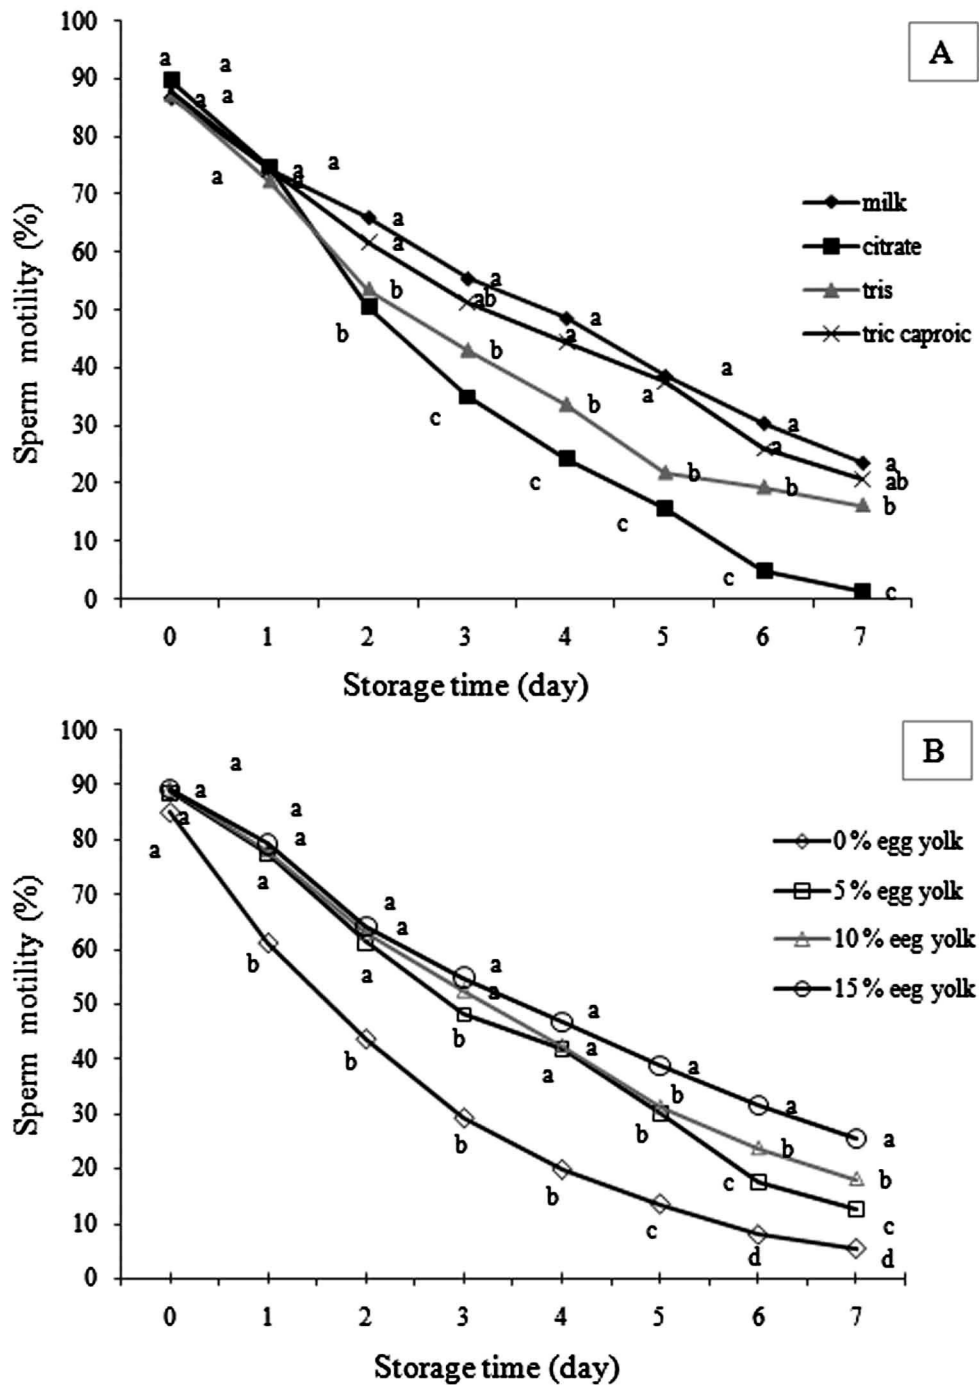 A
100
90
80
70
60
50
40
30
20
10
0
Sperm motility (%)
a a
a a
a a a a
a
a
b
b
a
ab
b
c
a
a
b
c
a
a
b
c
a
a
b
c
a
ab
b
c
milk
citrate
tris
tric caproic
0 1 2 3 4 5 6 7
Storage time (day)
B
100
90
80
70
60
50
40
30
20
10
0
Sperm motility (%)
a
a
a
a
a
a
a
b
a
a
a
b
a
a
b
b
a
a
a
b
a
b
b
c
a
b
c
d
a
b
c
d
0% egg yolk
5% egg yolk
10% eeg yolk
15% eeg yolk
0 1 2 3 4 5 6 7
Storage time (day)